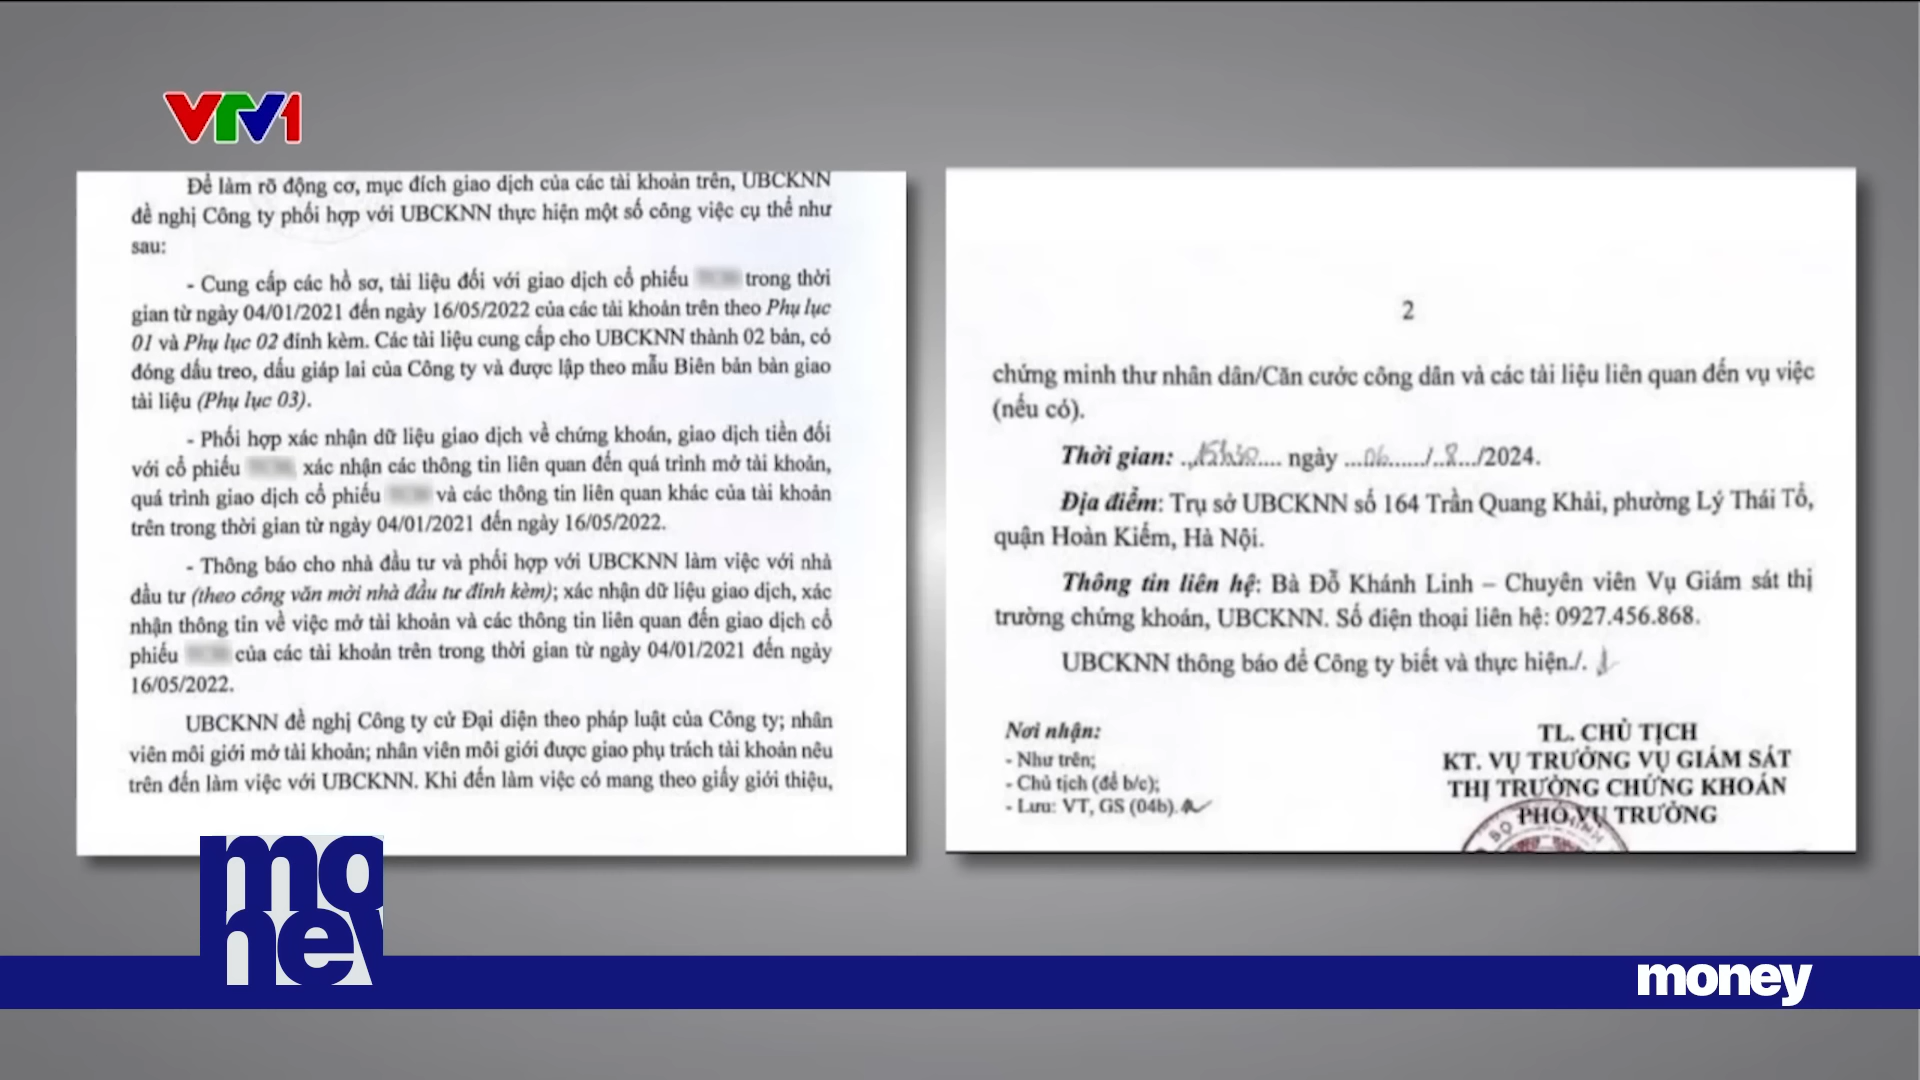 VTV1
Để làm rõ động cơ, mục đích giao dịch của các tài khoản trên, UBCKNN
đề nghị Công ty phối hợp với UBCKNN thực hiện một số công việc cụ thể như
sau:
- Cung cấp các hồ sơ, tài liệu đối với giao dịch cổ phiếu trong thời
gian từ ngày 04/01/2021 đến ngày 16/05/2022 của các tài khoản trên theo Phụ lục
01 và Phụ lục 02 đính kèm. Các tài liệu cung cấp cho UBCKNN thành 02 bản, có
đóng dấu treo, dấu giáp lai của Công ty và được lập theo mẫu Biên bản bàn giao
tài liệu (Phụ lục 03).
- Phối hợp xác nhận dữ liệu giao dịch về chứng khoán, giao dịch tiền đối
với cổ phiếu xác nhận các thông tin liên quan đến quá trình mở tài khoản,
quá trình giao dịch cổ phiếu và các thông tin liên quan khác của tài khoản
trên trong thời gian từ ngày 04/01/2021 đến ngày 16/05/2022.
- Thông báo cho nhà đầu tư và phối hợp với UBCKNN làm việc với nhà
đầu tư (theo công văn mời nhà đầu tư đính kèm); xác nhận dữ liệu giao dịch, xác
nhận thông tin về việc mở tài khoản và các thông tin liên quan đến giao dịch cổ
phiếu của các tài khoản trên trong thời gian từ ngày 04/01/2021 đến ngày
16/05/2022.
UBCKNN đề nghị Công ty cử Đại diện theo pháp luật của Công ty; nhân
viên môi giới mở tài khoản; nhân viên môi giới được giao phụ trách tài khoản nêu
trên đến làm việc với UBCKNN. Khi đến làm việc có mang theo giấy giới thiệu,
2
chứng minh thư nhân dân/Căn cước công dân và các tài liệu liên quan đến vụ việc
(nếu có).
Thời gian: ..15h30.... ngày ...06....../..8.../2024.
Địa điểm: Trụ sở UBCKNN số 164 Trần Quang Khải, phường Lý Thái Tổ,
quận Hoàn Kiếm, Hà Nội.
Thông tin liên hệ: Bà Đỗ Khánh Linh – Chuyên viên Vụ Giám sát thị
trường chứng khoán, UBCKNN. Số điện thoại liên hệ: 0927.456.868.
UBCKNN thông báo để Công ty biết và thực hiện./.
Nơi nhận:
- Như trên;
- Chủ tịch (để b/c);
- Lưu: VT, GS (04b).
TL. CHỦ TỊCH
KT. VỤ TRƯỞNG VỤ GIÁM SÁT
THỊ TRƯỜNG CHỨNG KHOÁN
PHÓ VỤ TRƯỞNG
money
money